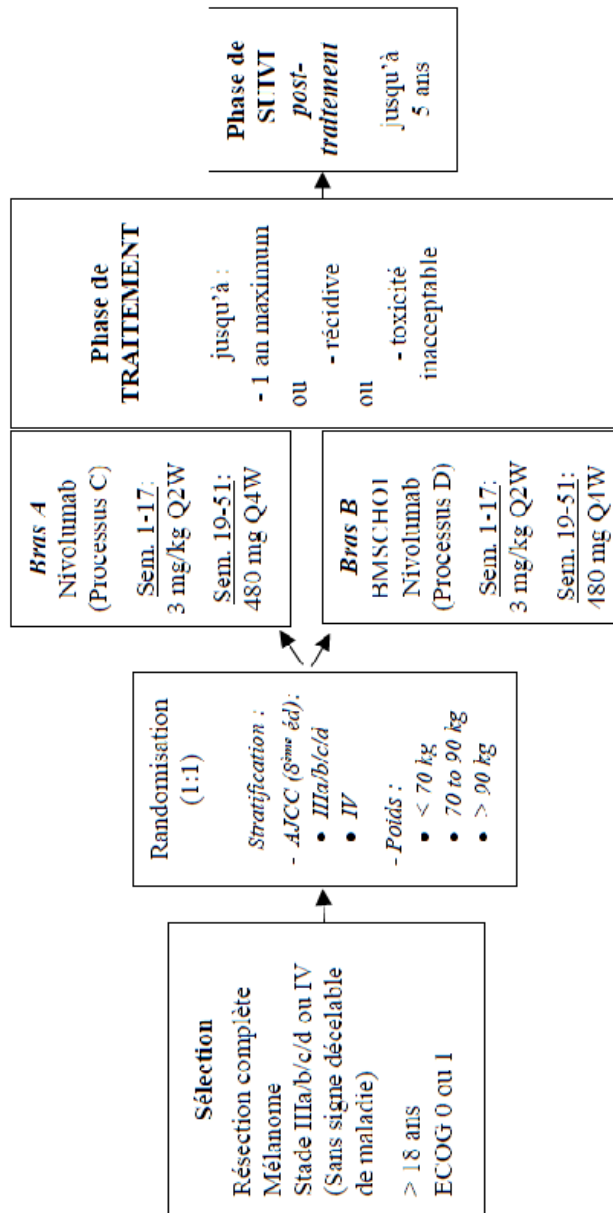 Sélection
Résection complète
Mélanome
Stade IIIa/b/c/d ou IV
(Sans signe décelable
de maladie)
> 18 ans
ECOG 0 ou 1
Randomisation
(1:1)
Stratification :
- AJCC (8ème éd):
• IIIa/b/c/d
• IV
- Poids :
• < 70 kg
• 70 to 90 kg
• > 90 kg
Bras A
Nivolumab
(Processus C)
Sem. 1-17:
3 mg/kg Q2W
Sem. 19-51:
480 mg Q4W
Bras B
BMSCHO1
Nivolumab
(Processus D)
Sem. 1-17:
3 mg/kg Q2W
Sem. 19-51:
480 mg Q4W
Phase de
TRAITEMENT
jusqu'à :
- 1 an maximum
ou
- récidive
ou
- toxicité
inacceptable
Phase de
SUIVI
post-
traitement
jusqu'à
5 ans